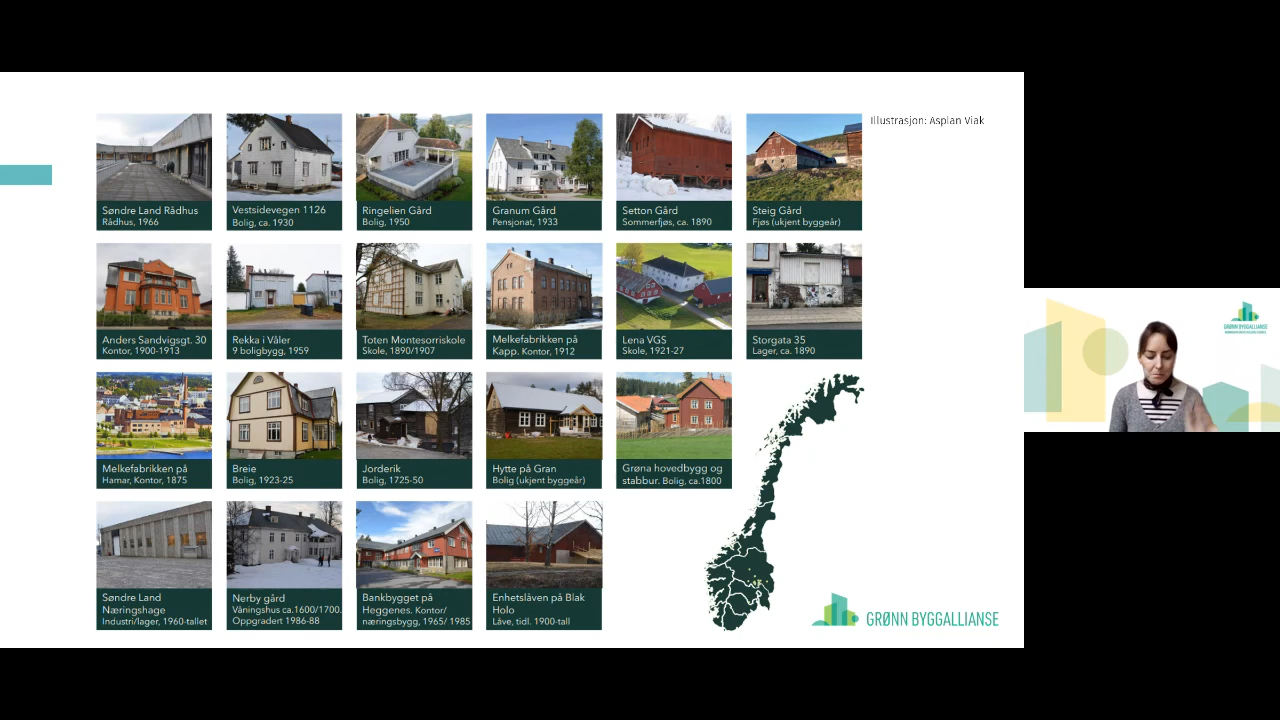 Illustrasjon: Asplan Viak
Søndre Land Rådhus
Rådhus, 1966
Vestsidevegen 1126
Bolig, ca. 1930
Ringelien Gård
Bolig, 1950
Granum Gård
Pensjonat, 1933
Setton Gård
Sommerfjøs, ca. 1890
Steig Gård
Fjøs (ukjent byggeår)
Anders Sandvigsgt. 30
Kontor, 1900-1913
Rekka i Våler
9 boligbygg, 1959
Toten Montesorriskole
Skole, 1890/1907
Melkefabrikken på
Kapp. Kontor, 1912
Lena VGS
Skole, 1921-27
Storgata 35
Lager, ca. 1890
Melkefabrikken på
Hamar, Kontor, 1875
Breie
Bolig, 1923-25
Jorderik
Bolig, 1725-50
Hytte på Gran
Bolig (ukjent byggeår)
Grøna hovedbygg og
stabbur. Bolig, ca.1800
Søndre Land
Næringshage
Industri/lager, 1960-tallet
Nerby gård
Våningshus ca.1600/1700.
Oppgradert 1986-88
Bankbygget på
Heggenes. Kontor/
næringsbygg, 1965/ 1985
Enhetslåven på Blak
Holo
Låve, tidl. 1900-tall
GRØNN BYGGALLIANSE
GRØNN BYGGALLIANSE